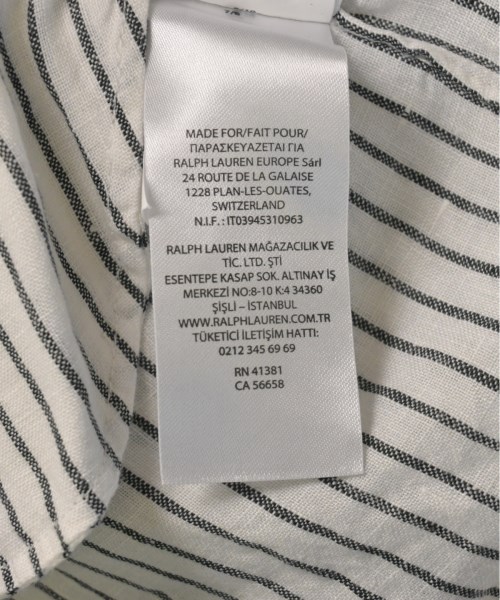 MADE FOR/FAIT POUR/
ΠΑΡΑΣΚΕΥΑΖΕΤΑΙ ΓΙΑ
RALPH LAUREN EUROPE Sárl
24 ROUTE DE LA GALAISE
1228 PLAN-LES-OUATES,
SWITZERLAND
N.I.F. : IT03945310963
RALPH LAUREN MAĞAZACILIK VE
TİC. LTD. ŞTİ
ESENTEPE KASAP SOK. ALTINAY İŞ
MERKEZİ NO:8-10 K:4 34360
ŞİŞLİ – İSTANBUL
WWW.RALPHLAUREN.COM.TR
TÜKETİCİ İLETİŞİM HATTI:
0212 345 69 69
RN 41381
CA 56658